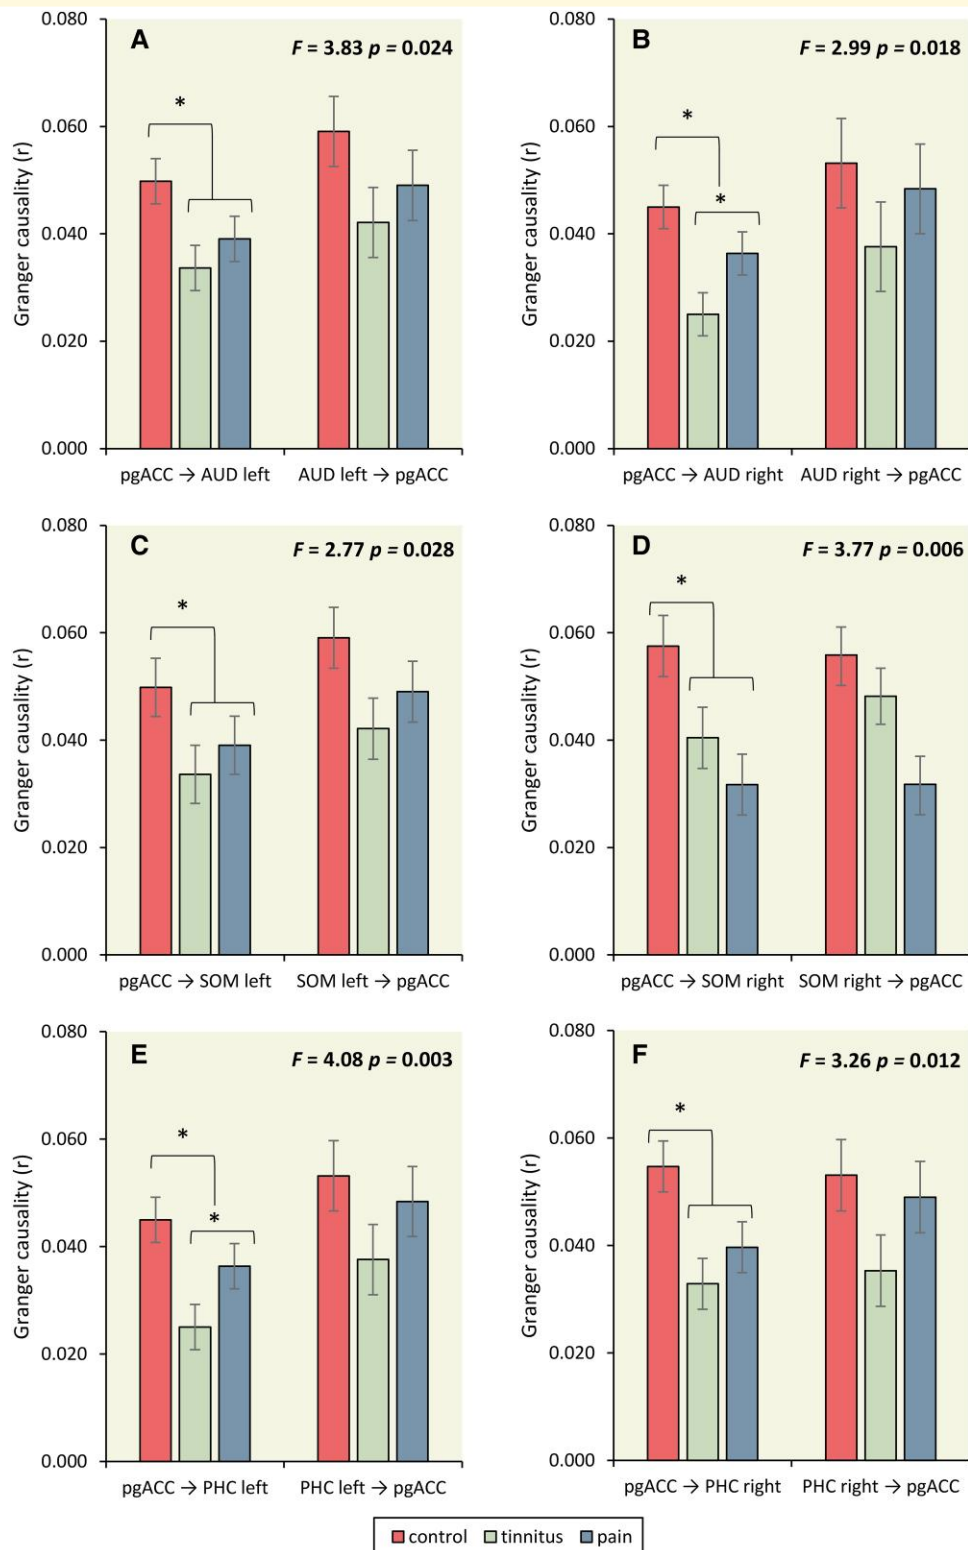 A
F = 3.83 p = 0.024
*
Granger causality (r)
0.080
0.060
0.040
0.020
0.000
pgACC → AUD left
AUD left → pgACC
B
F = 2.99 p = 0.018
*
*
Granger causality (r)
0.080
0.060
0.040
0.020
0.000
pgACC → AUD right
AUD right → pgACC
C
F = 2.77 p = 0.028
*
Granger causality (r)
0.080
0.060
0.040
0.020
0.000
pgACC → SOM left
SOM left → pgACC
D
F = 3.77 p = 0.006
*
Granger causality (r)
0.080
0.060
0.040
0.020
0.000
pgACC → SOM right
SOM right → pgACC
E
F = 4.08 p = 0.003
*
*
Granger causality (r)
0.080
0.060
0.040
0.020
0.000
pgACC → PHC left
PHC left → pgACC
F
F = 3.26 p = 0.012
*
Granger causality (r)
0.080
0.060
0.040
0.020
0.000
pgACC → PHC right
PHC right → pgACC
control tinnitus pain